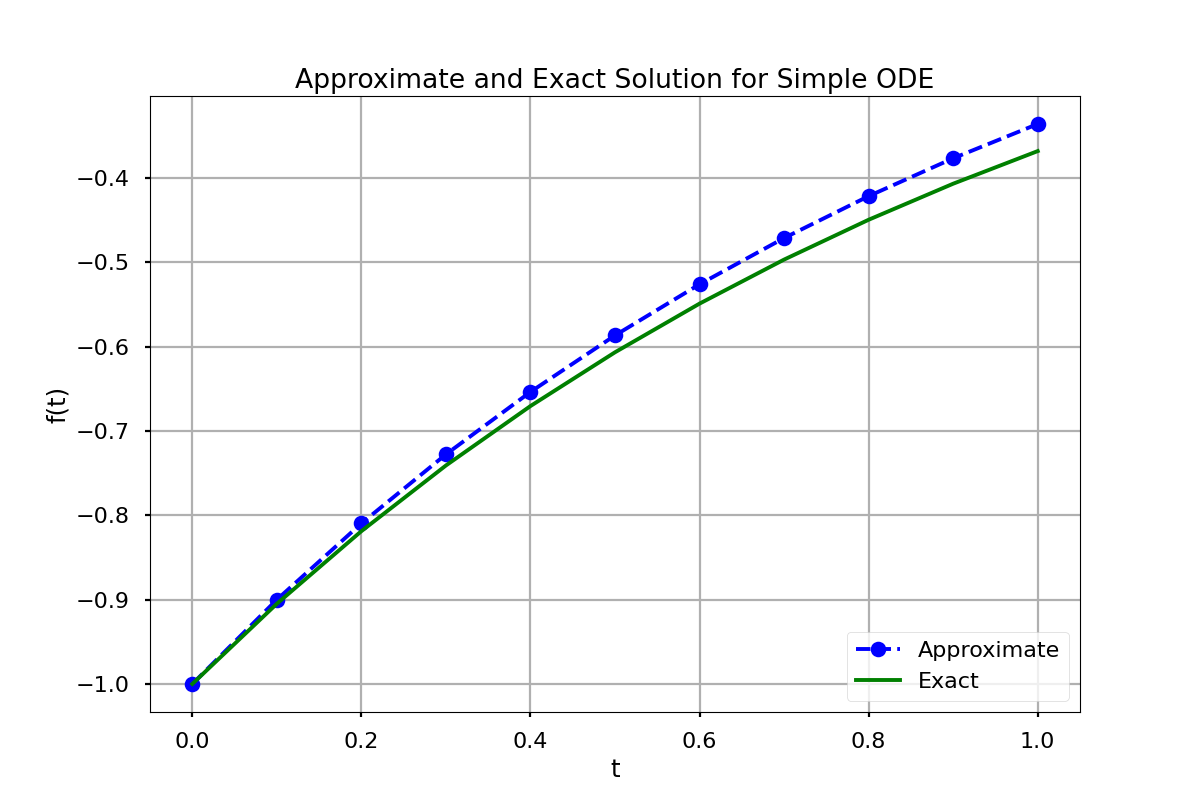 Approximate and Exact Solution for Simple ODE
−0.4
−0.5
−0.6
−0.7
−0.8
−0.9
−1.0
f(t)
Approximate
Exact
0.0 0.2 0.4 0.6 0.8 1.0
t